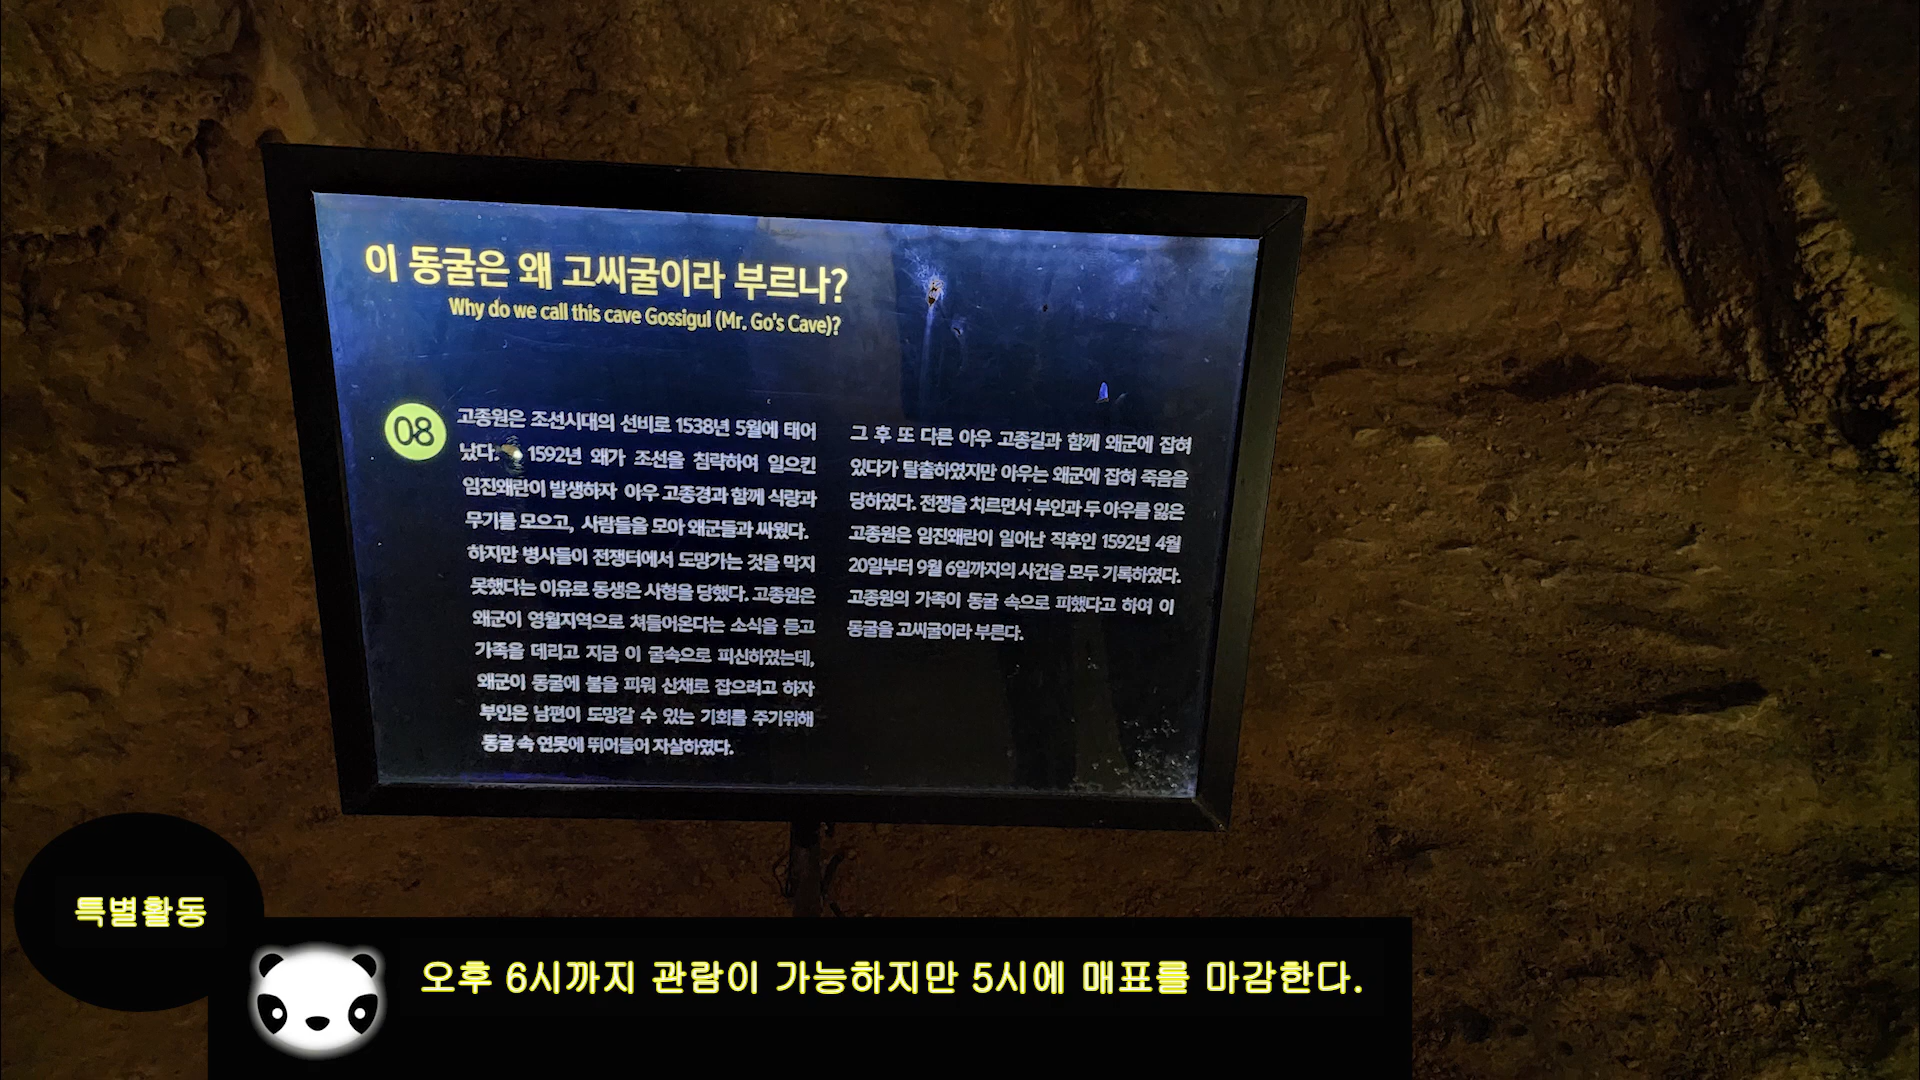 이 동굴은 왜 고씨굴이라 부르나?
Why do we call this cave Gossigul (Mr. Go's Cave)?
08
고종원은 조선시대의 선비로 1538년 5월에 태어
났다. 1592년 왜가 조선을 침략하여 일으킨
임진왜란이 발생하자 아우 고종경과 함께 식량과
무기를 모으고, 사람들을 모아 왜군들과 싸웠다.
하지만 병사들이 전쟁터에서 도망가는 것을 막지
못했다는 이유로 동생은 사형을 당했다. 고종원은
왜군이 영월지역으로 쳐들어온다는 소식을 듣고
가족을 데리고 지금 이 굴속으로 피신하였는데,
왜군이 동굴에 불을 피워 산채로 잡으려고 하자
부인은 남편이 도망갈 수 있는 기회를 주기위해
동굴 속 연못에 뛰어들어 자살하였다.
그 후 또 다른 아우 고종길과 함께 왜군에 잡혀
있다가 탈출하였지만 아우는 왜군에 잡혀 죽음을
당하였다. 전쟁을 치르면서 부인과 두 아우를 잃은
고종원은 임진왜란이 일어난 직후인 1592년 4월
20일부터 9월 6일까지의 사건을 모두 기록하였다.
고종원의 가족이 동굴 속으로 피했다고 하여 이
동굴을 고씨굴이라 부른다.
특별활동
오후 6시까지 관람이 가능하지만 5시에 매표를 마감한다.